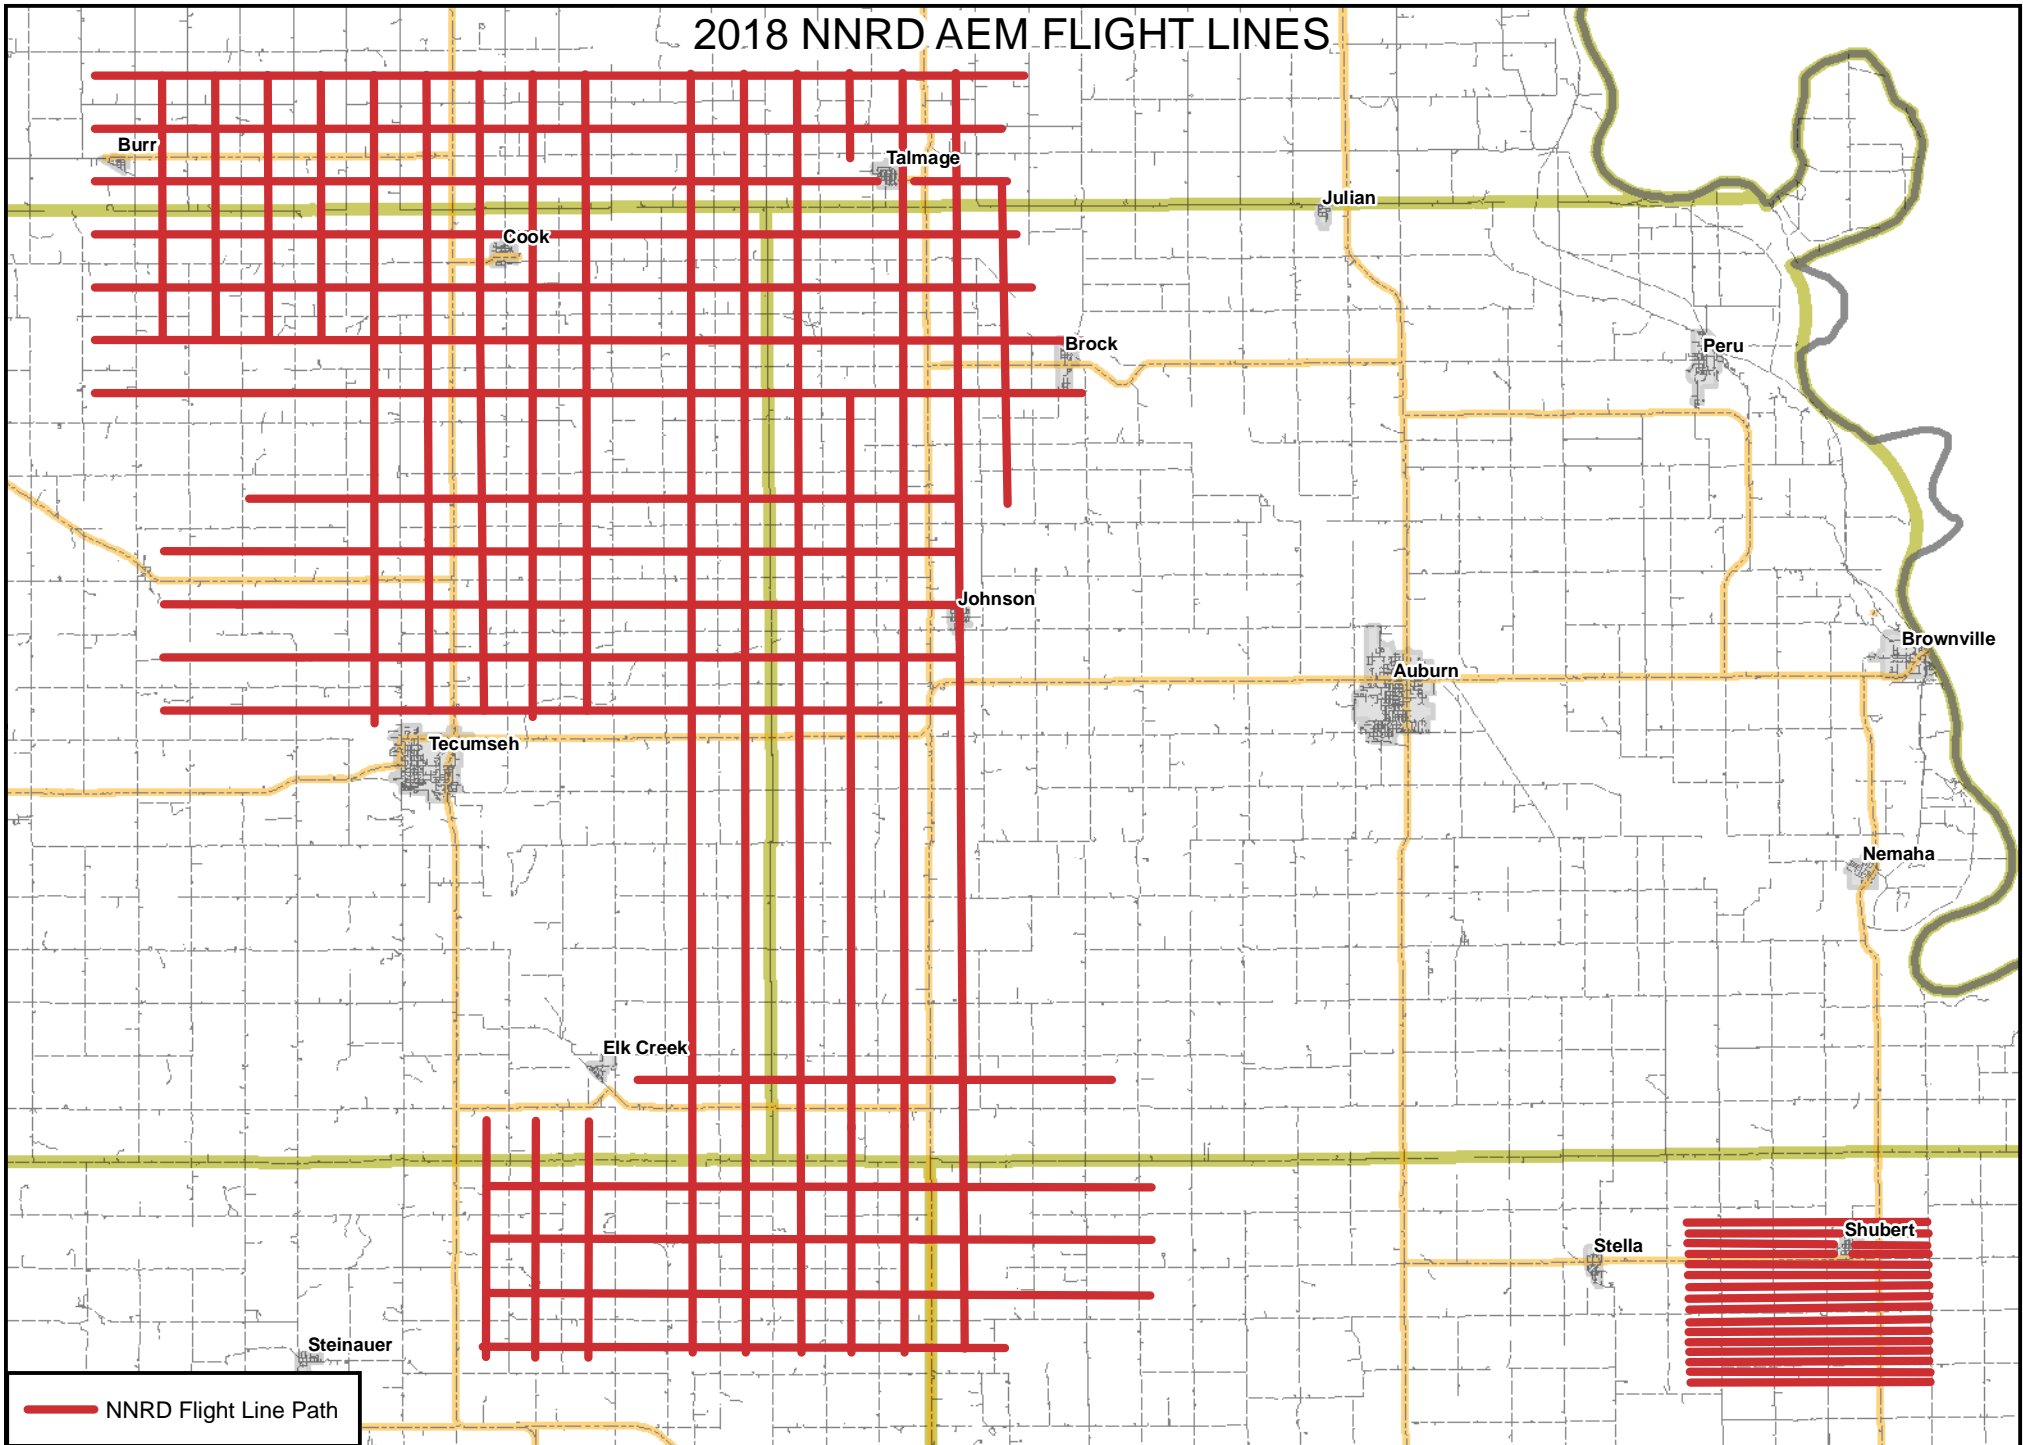 2018 NNRD AEM FLIGHT LINES
Burr
Talmage
Julian
Cook
Brock
Peru
Johnson
Brownville
Auburn
Tecumseh
Nemaha
Elk Creek
Shubert
Stella
Steinauer
NNRD Flight Line Path